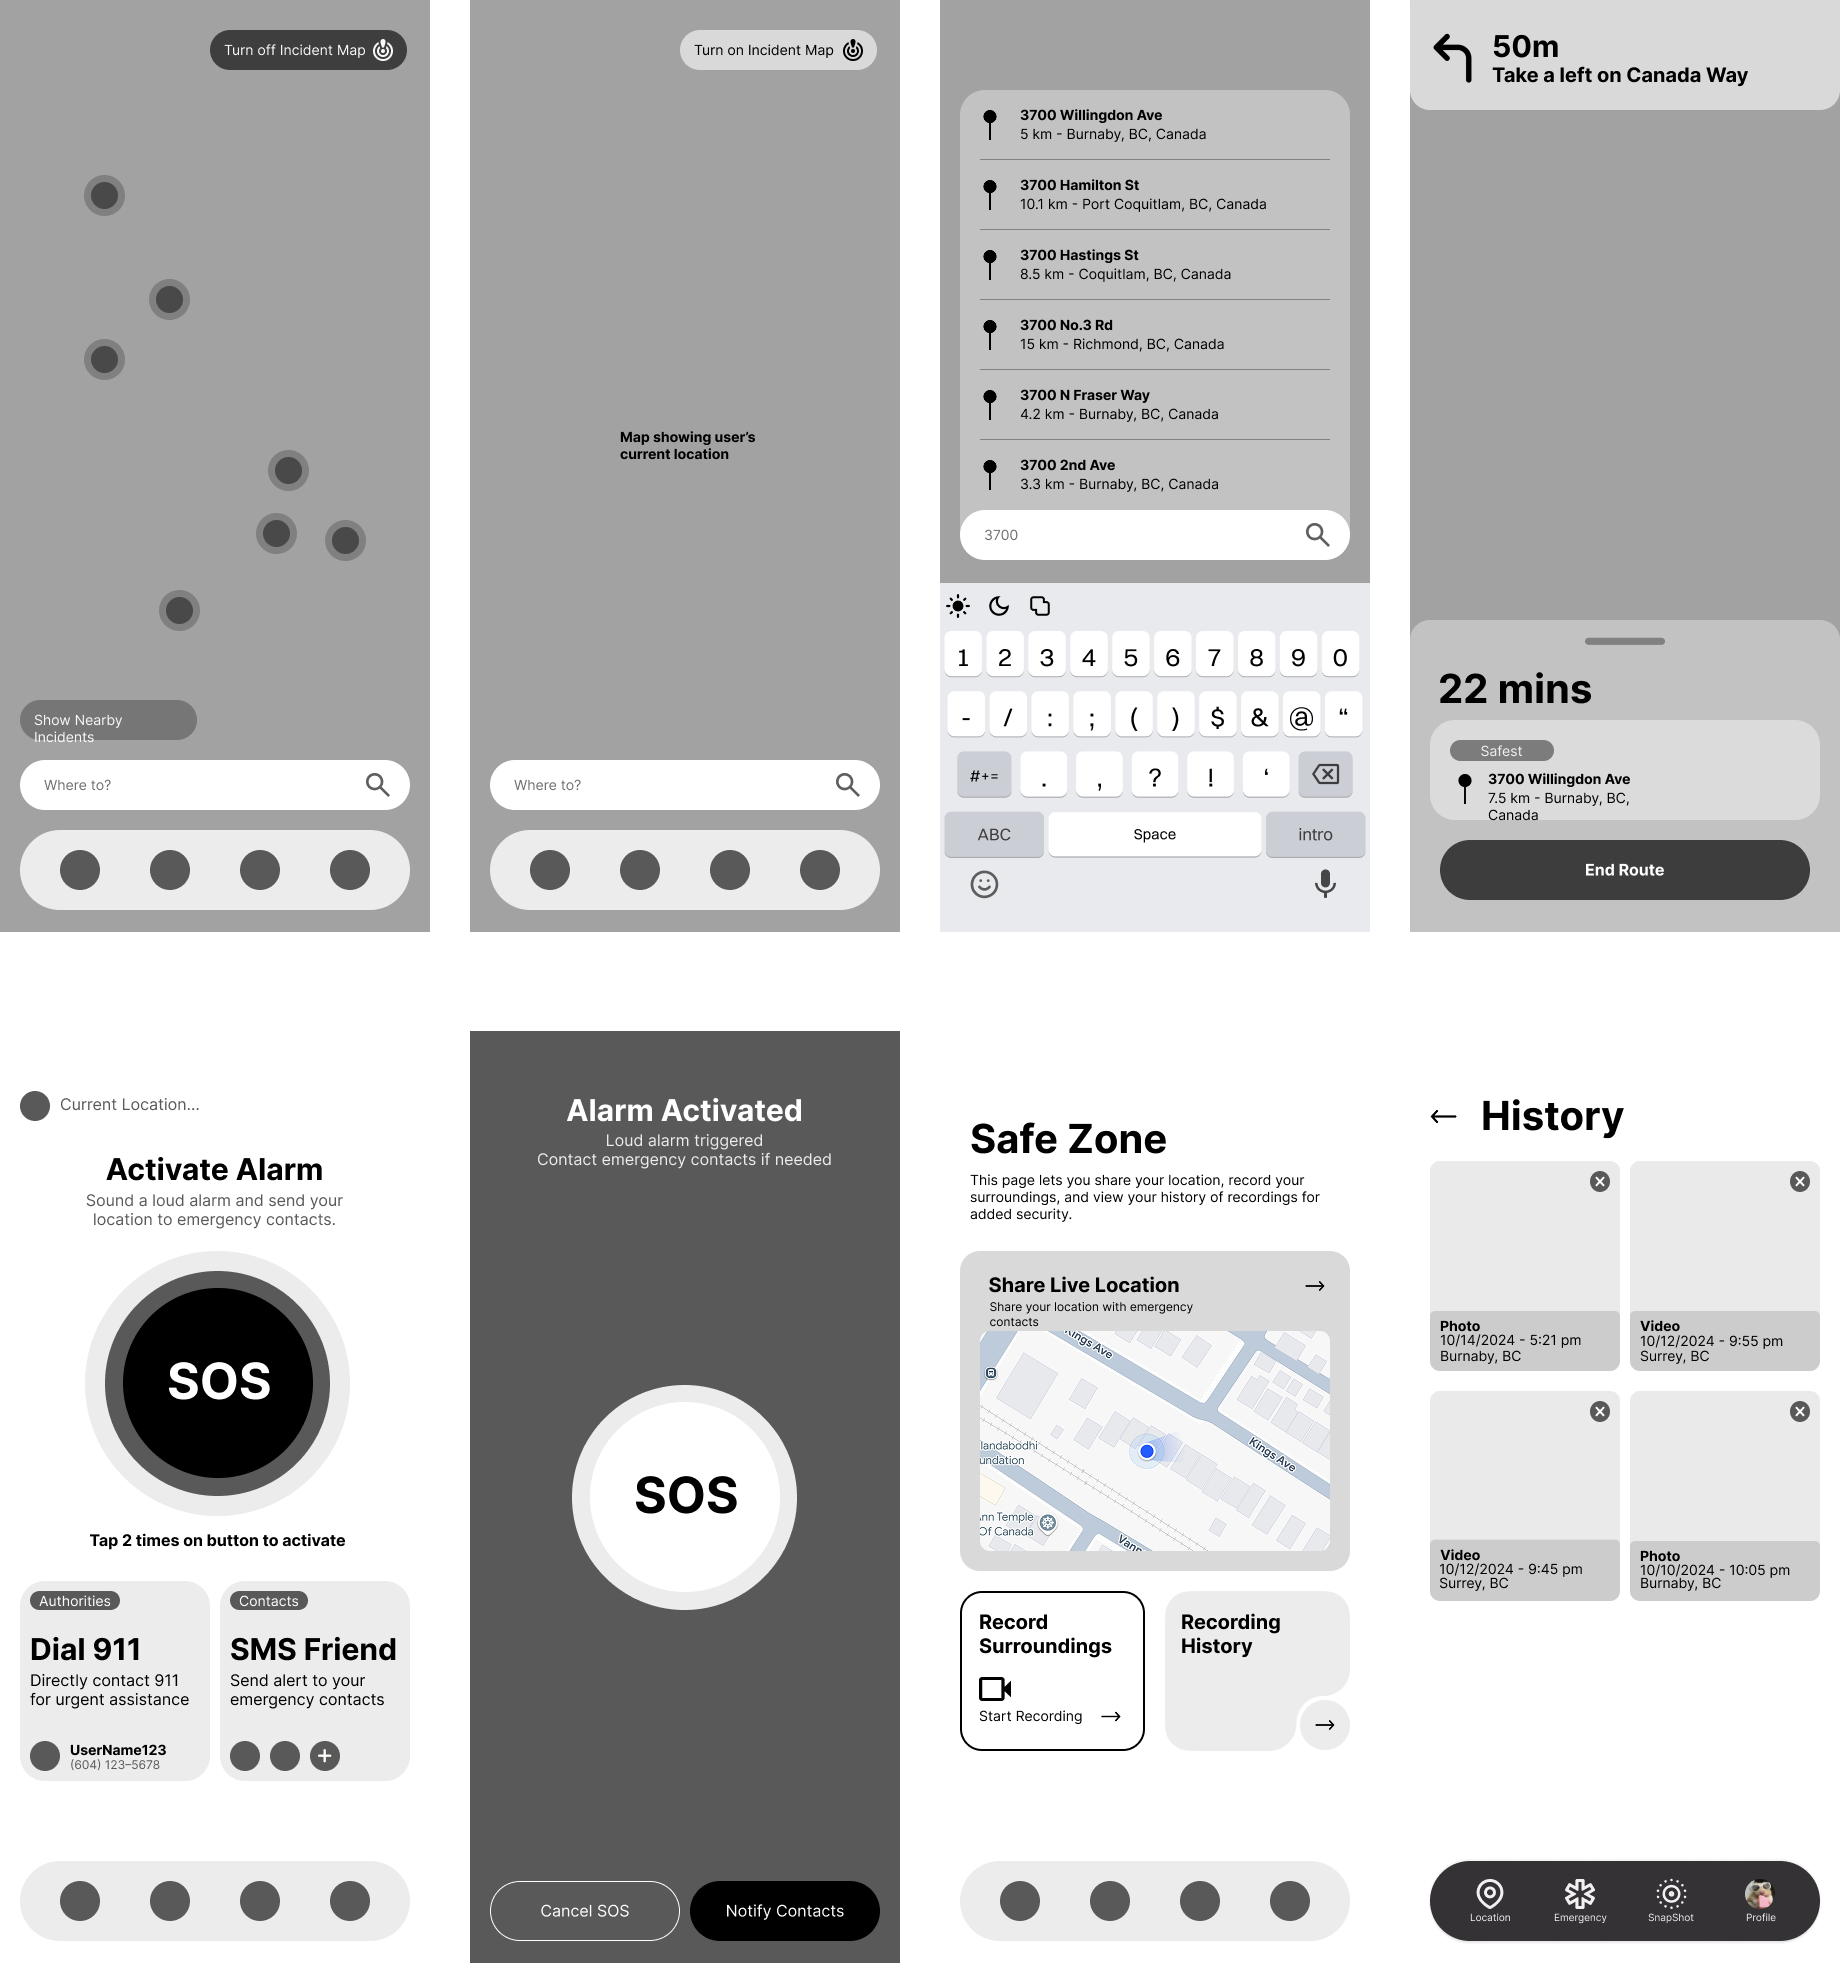 Turn off Incident Map
Show Nearby
Incidents
Where to?
Turn on Incident Map
Map showing user's
current location
Where to?
3700 Willingdon Ave
5 km - Burnaby, BC, Canada
3700 Hamilton St
10.1 km - Port Coquitlam, BC, Canada
3700 Hastings St
8.5 km - Coquitlam, BC, Canada
3700 No.3 Rd
15 km - Richmond, BC, Canada
3700 N Fraser Way
4.2 km - Burnaby, BC, Canada
3700 2nd Ave
3.3 km - Burnaby, BC, Canada
3700
1 2 3 4 5 6 7 8 9 0
- / : ; ( ) $ & @ “
#+= . , ? ! ‘
ABC Space intro
50m
Take a left on Canada Way
22 mins
Safest
3700 Willingdon Ave
7.5 km - Burnaby, BC,
Canada
End Route
Current Location...
Activate Alarm
Sound a loud alarm and send your
location to emergency contacts.
SOS
Tap 2 times on button to activate
Authorities
Dial 911
Directly contact 911
for urgent assistance
UserName123
(604) 123–5678
Contacts
SMS Friend
Send alert to your
emergency contacts
Alarm Activated
Loud alarm triggered
Contact emergency contacts if needed
SOS
Cancel SOS
Notify Contacts
Safe Zone
This page lets you share your location, record your
surroundings, and view your history of recordings for
added security.
Share Live Location
Share your location with emergency
contacts
Kings Ave
landabodhi
undation
Kings Ave
nn Temple
Of Canada
Vann
Record
Surroundings
Start Recording
Recording
History
History
Photo
10/14/2024 - 5:21 pm
Burnaby, BC
Video
10/12/2024 - 9:55 pm
Surrey, BC
Video
10/12/2024 - 9:45 pm
Surrey, BC
Photo
10/10/2024 - 10:05 pm
Burnaby, BC
Location
Emergency
SnapShot
Profile